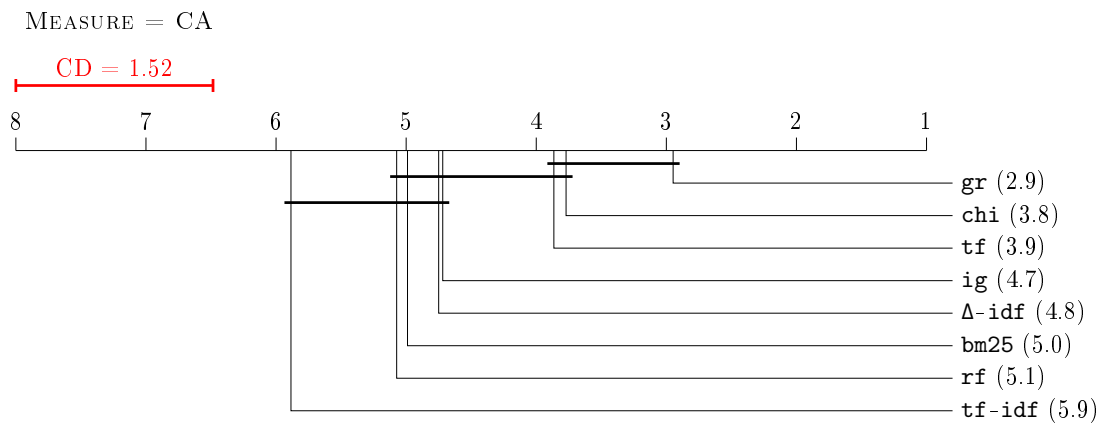 MEASURE = CA
CD = 1.52
8 7 6 5 4 3 2 1
gr (2.9)
chi (3.8)
tf (3.9)
ig (4.7)
Δ-idf (4.8)
bm25 (5.0)
rf (5.1)
tf-idf (5.9)